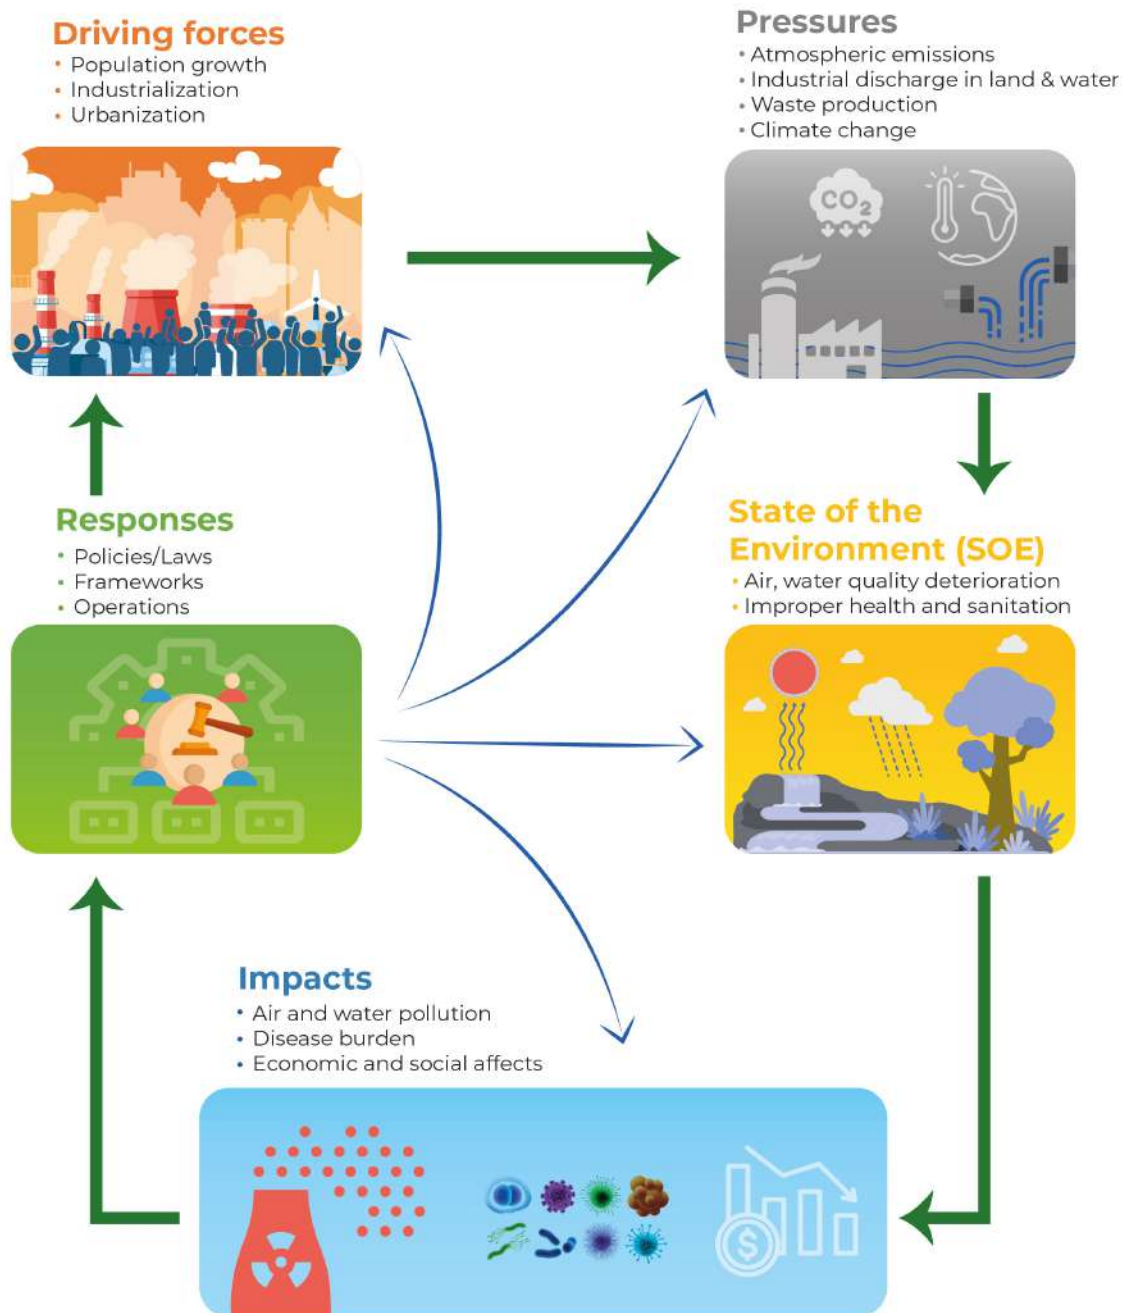 Driving forces
• Population growth
• Industrialization
• Urbanization
Pressures
• Atmospheric emissions
• Industrial discharge in land & water
• Waste production
• Climate change
CO2
Responses
• Policies/Laws
• Frameworks
• Operations
State of the
Environment (SOE)
• Air, water quality deterioration
• Improper health and sanitation
Impacts
• Air and water pollution
• Disease burden
• Economic and social affects
$